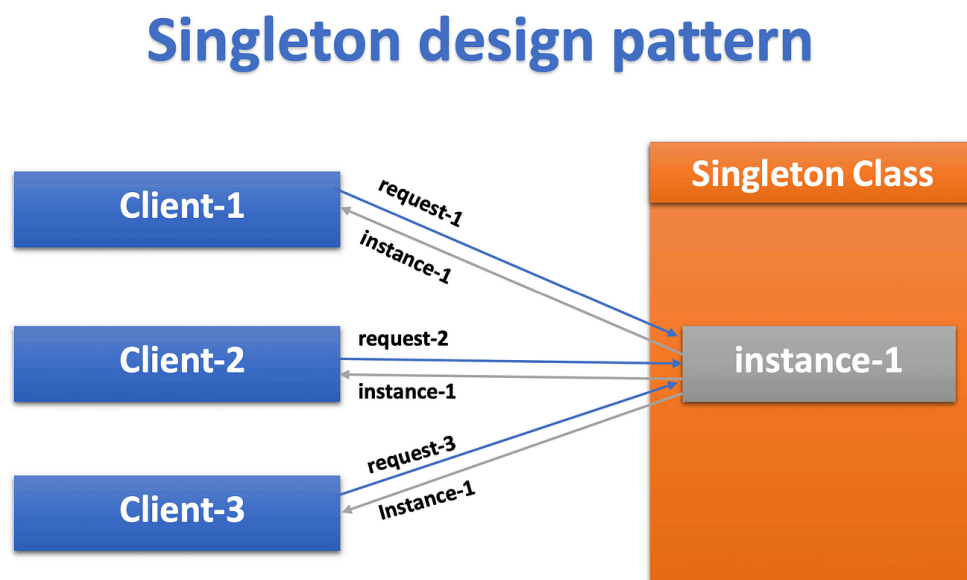 Singleton design pattern
Singleton Class
Client-1
request-1
instance-1
Client-2
request-2
instance-1
instance-1
Client-3
request-3
Instance-1